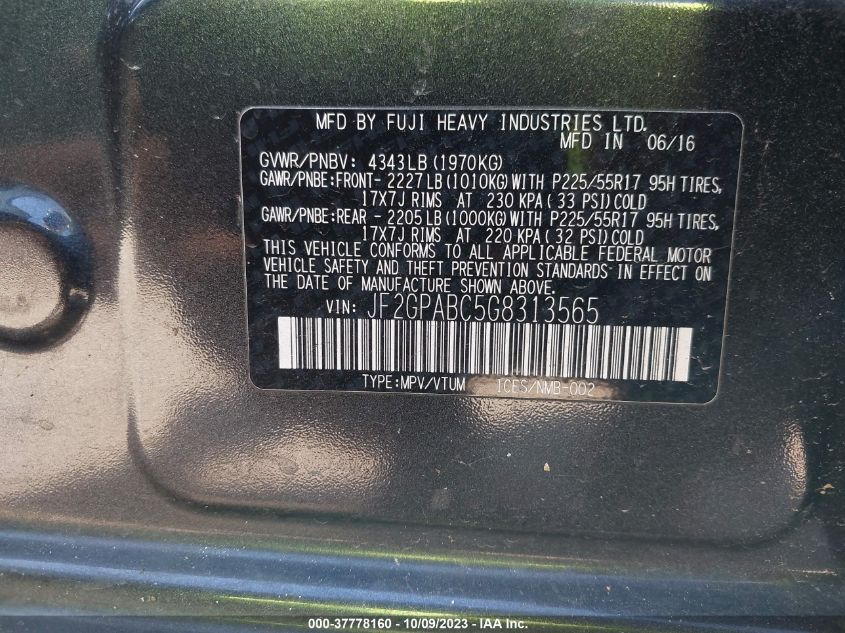 MFD BY FUJI HEAVY INDUSTRIES LTD.
MFD IN 06/16
GVWR/PNBV: 4343LB (1970KG)
GAWR/PNBE:FRONT- 2227LB (1010KG) WITH P225/55R17 95H TIRES,
17X7J RIMS AT 230 KPA( 33 PSI)COLD
GAWR/PNBE:REAR - 2205LB (1000KG) WITH P225/55R17 95H TIRES,
17X7J RIMS AT 220 KPA( 32 PSI)COLD
THIS VEHICLE CONFORMS TO ALL APPLICABLE FEDERAL MOTOR
VEHICLE SAFETY AND THEFT PREVENTION STANDARDS IN EFFECT ON
THE DATE OF MANUFACTURE SHOWN ABOVE.
VIN: JF2GPABC5G8313565
TYPE:MPV/VTUM ICES/NMB-002
000-37778160 - 10/09/2023 - IAA Inc.